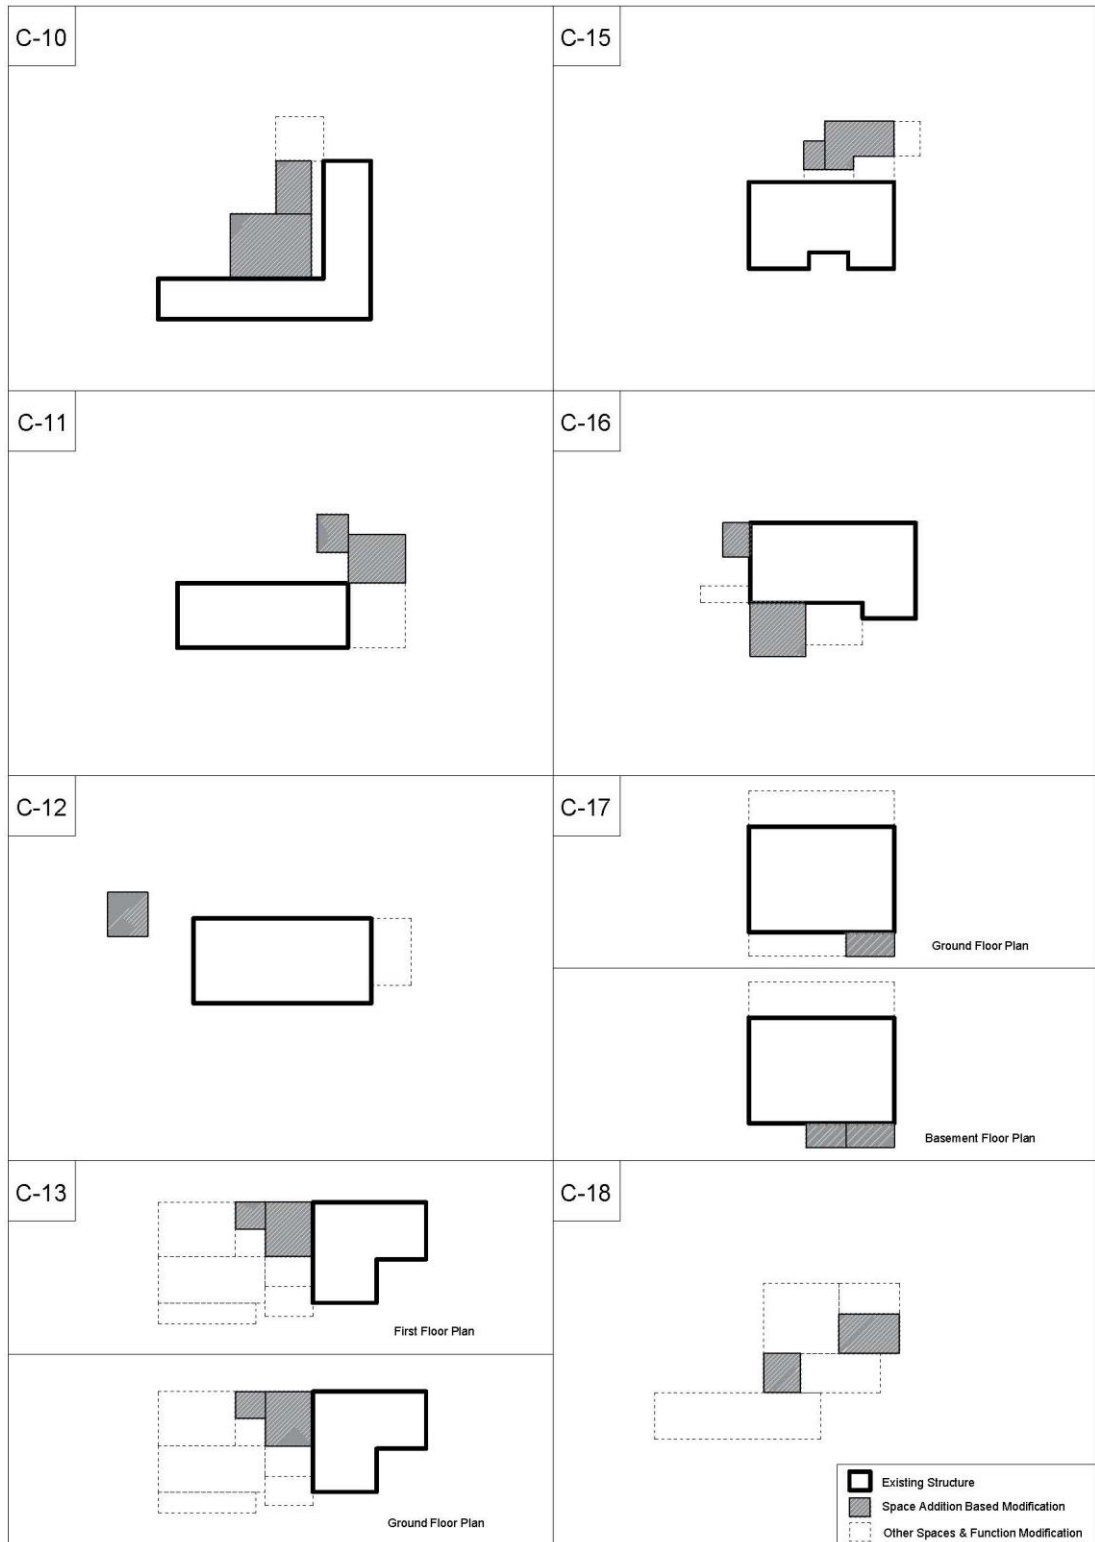 C-10
C-15
C-11
C-16
C-12
C-17
Ground Floor Plan
Basement Floor Plan
C-13
First Floor Plan
Ground Floor Plan
C-18
Existing Structure
Space Addition Based Modification
Other Spaces & Function Modification